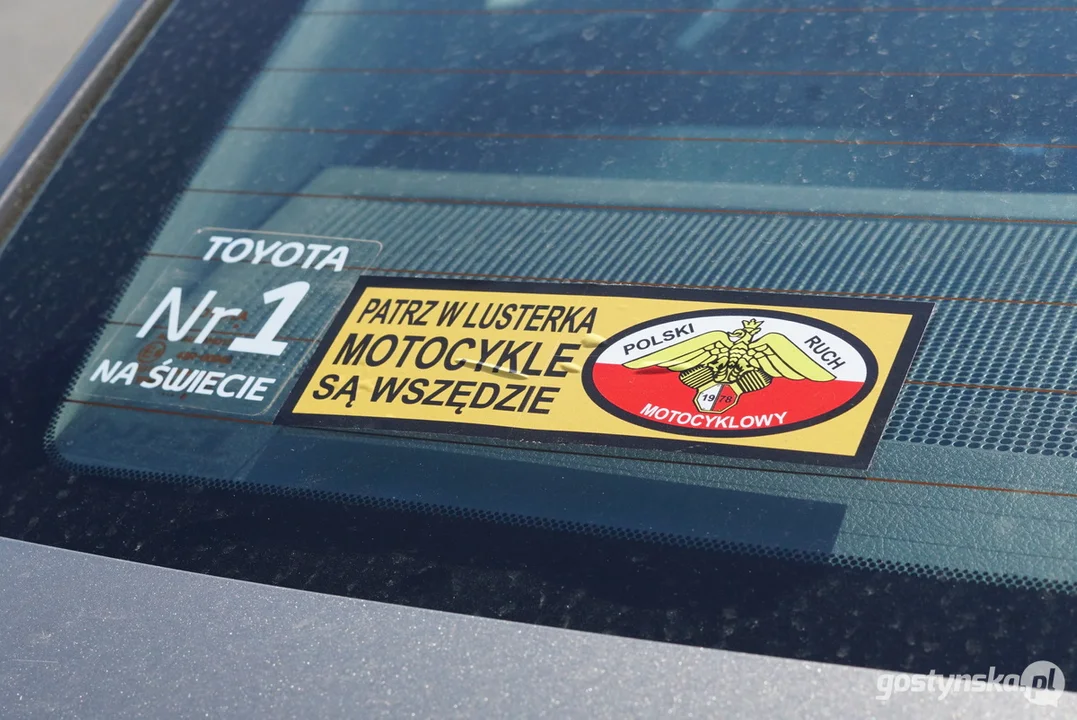 TOYOTA
Nr 1
NA ŚWIECIE
PATRZ W LUSTERKA
MOTOCYKLE
SĄ WSZĘDZIE
POLSKI RUCH
1978
MOTOCYKLOWY
gostynska.pl